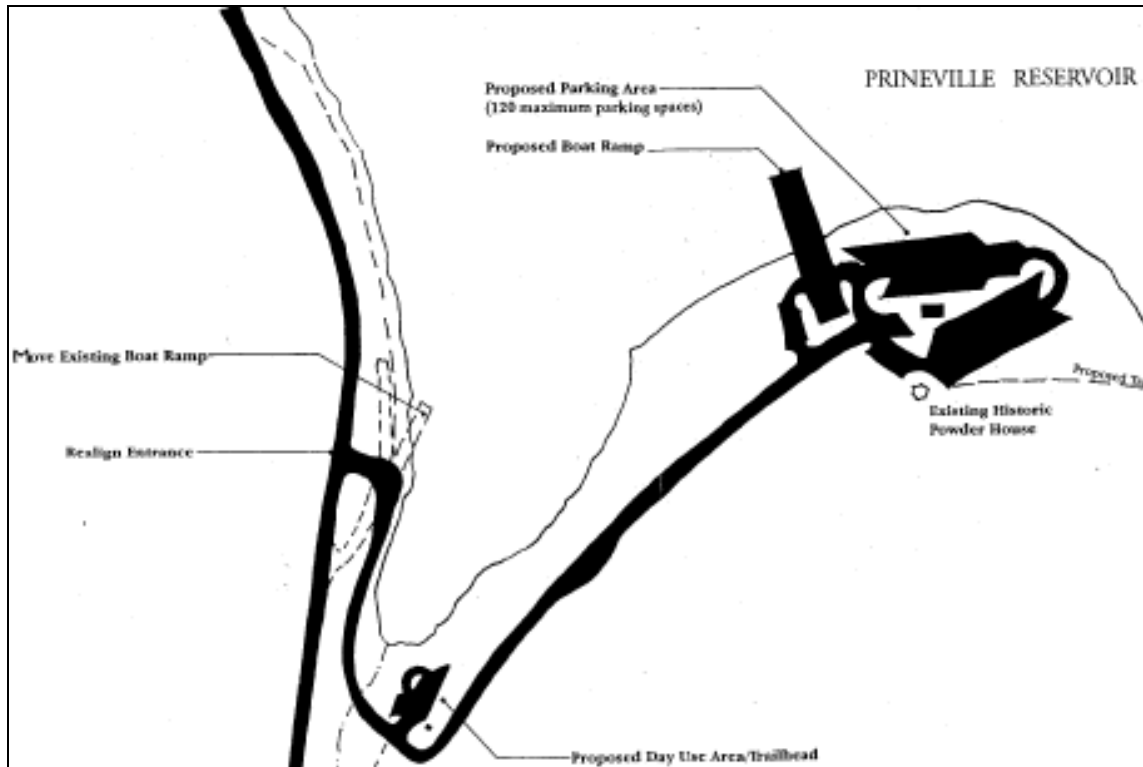 PRINEVILLE RESERVOIR
Proposed Parking Area
(120 maximum parking spaces)
Proposed Boat Ramp
Move Existing Boat Ramp
Realign Entrance
Proposed
Existing Historic
Powder House
Proposed Day Use Area/Trailhead